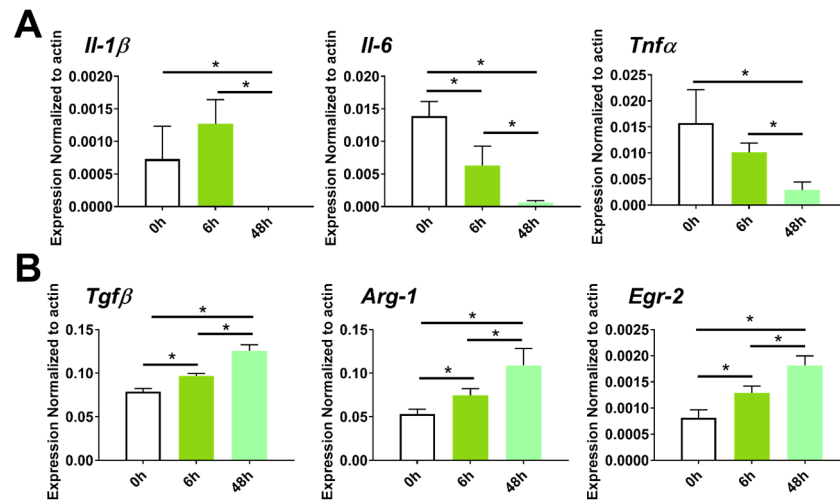 A
Il-1β
Expression Normalized to actin
0.0020
0.0015
0.0010
0.0005
0.0000
*
*
0h
6h
48h
Il-6
Expression Normalized to actin
0.020
0.015
0.010
0.005
0.000
*
*
*
0h
6h
48h
Tnfα
Expression Normalized to actin
0.025
0.020
0.015
0.010
0.005
0.000
*
*
0h
6h
48h
B
Tgfβ
Expression Normalized to actin
0.15
0.10
0.05
0.00
*
*
*
0h
6h
48h
Arg-1
Expression Normalized to actin
0.15
0.10
0.05
0.00
*
*
*
0h
6h
48h
Egr-2
Expression Normalized to actin
0.0025
0.0020
0.0015
0.0010
0.0005
0.0000
*
*
*
0h
6h
48h